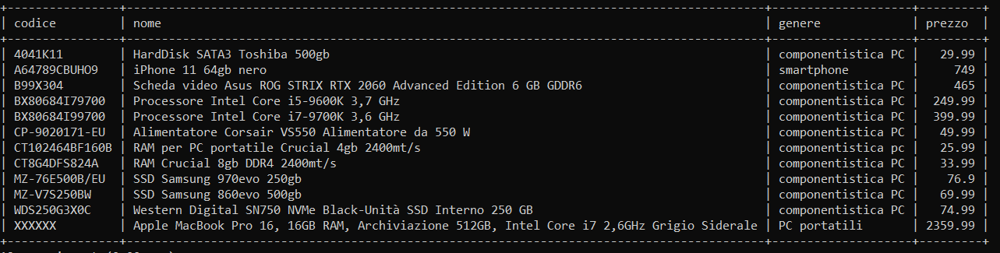 codice | nome | genere | prezzo
4041K11 | HardDisk SATA3 Toshiba 500gb | componentistica PC | 29.99
A64789CBUHO9 | iPhone 11 64gb nero | smartphone | 749
B99X304 | Scheda video Asus ROG STRIX RTX 2060 Advanced Edition 6 GB GDDR6 | componentistica PC | 465
BX80684I79700 | Processore Intel Core i5-9600K 3,7 GHz | componentistica PC | 249.99
BX80684I99700 | Processore Intel Core i7-9700K 3,6 GHz | componentistica PC | 399.99
CP-9020171-EU | Alimentatore Corsair VS550 Alimentatore da 550 W | componentistica PC | 49.99
CT102464BF160B | RAM per PC portatile Crucial 4gb 2400mt/s | componentistica pc | 25.99
CT8G4DFS824A | RAM Crucial 8gb DDR4 2400mt/s | componentistica PC | 33.99
MZ-76E500B/EU | SSD Samsung 970evo 250gb | componentistica PC | 76.9
MZ-V7S250BW | SSD Samsung 860evo 500gb | componentistica PC | 69.99
WDS250G3X0C | Western Digital SN750 NVMe Black-Unità SSD Interno 250 GB | componentistica PC | 74.99
XXXXXX | Apple MacBook Pro 16, 16GB RAM, Archiviazione 512GB, Intel Core i7 2,6GHz Grigio Siderale | PC portatili | 2359.99